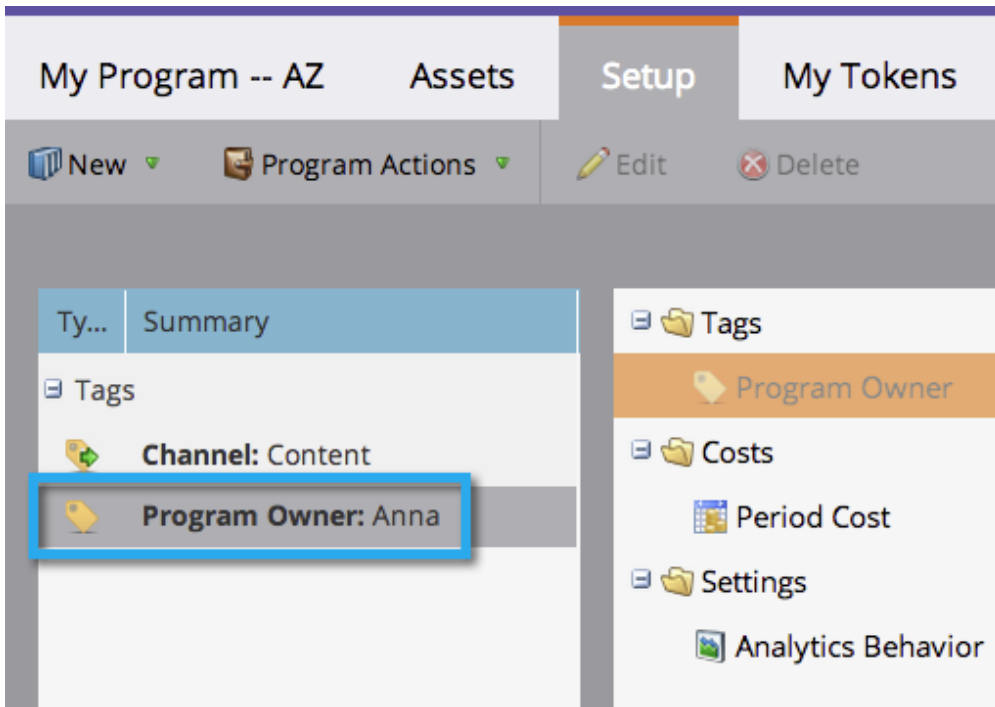 My Program -- AZ Assets Setup My Tokens
New Program Actions Edit Delete
Ty... Summary
Tags
Channel: Content
Program Owner: Anna
Tags
Program Owner
Costs
Period Cost
Settings
Analytics Behavior